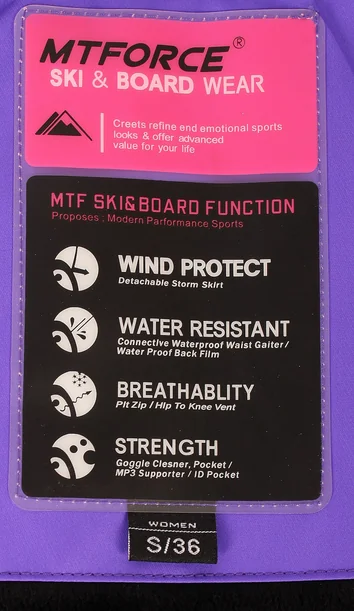 MTFORCE®
SKI & BOARD WEAR
Creets refine end emotional sports
looks & offer advanced
value for your life
MTF SKI&BOARD FUNCTION
Proposes ; Modern Parformance Sports
WIND PROTECT
Detachable Storm Skirt
WATER RESISTANT
Connective Waterproof Waist Gaiter /
Water Proof Back Film
BREATHABLITY
Pit Zip / Hip To Knee Vent
STRENGTH
Goggle Clesner, Pocket /
MP3 Supporter / ID Pocket
WOMEN
S/36